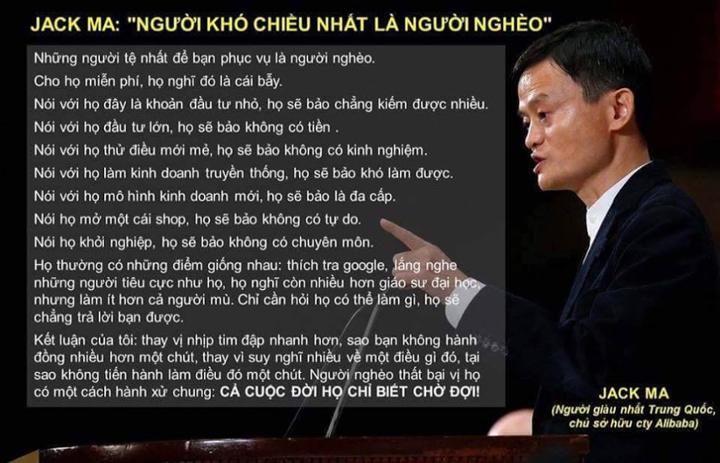 JACK MA: "NGƯỜI KHÓ CHIỀU NHẤT LÀ NGƯỜI NGHÈO"
Những người tệ nhất để bạn phục vụ là người nghèo.
Cho họ miễn phí, họ nghĩ đó là cái bẫy.
Nói với họ đây là khoản đầu tư nhỏ, họ sẽ bảo chẳng kiếm được nhiều.
Nói với họ đầu tư lớn, họ sẽ bảo không có tiền .
Nói với họ thử điều mới mẻ, họ sẽ bảo không có kinh nghiệm.
Nói với họ làm kinh doanh truyền thống, họ sẽ bảo khó làm được.
Nói với họ mô hình kinh doanh mới, họ sẽ bảo là đa cấp.
Nói họ mở một cái shop, họ sẽ bảo không có tự do.
Nói họ khỏi nghiệp, họ sẽ bảo không có chuyên môn.
Họ thường có những điểm giống nhau: thích tra google, lắng nghe
những người tiêu cực như họ, họ nghĩ còn nhiều hơn giáo sư đại học,
nhưng làm ít hơn cả người mù. Chỉ cần hỏi họ có thể làm gì, họ sẽ
chẳng trả lời bạn được.
Kết luận của tôi: thay vị nhịp tim đập nhanh hơn, sao bạn không hành
đồng nhiều hơn một chút, thay vì suy nghĩ nhiều về một điều gì đó, tại
sao không tiến hành làm điều đó một chút. Người nghèo thất bại vị họ
có một cách hành xử chung: CẢ CUỘC ĐỜI HỌ CHỈ BIẾT CHỜ ĐỢI!
JACK MA
(Người giàu nhất Trung Quốc,
chủ sở hữu cty Alibaba)